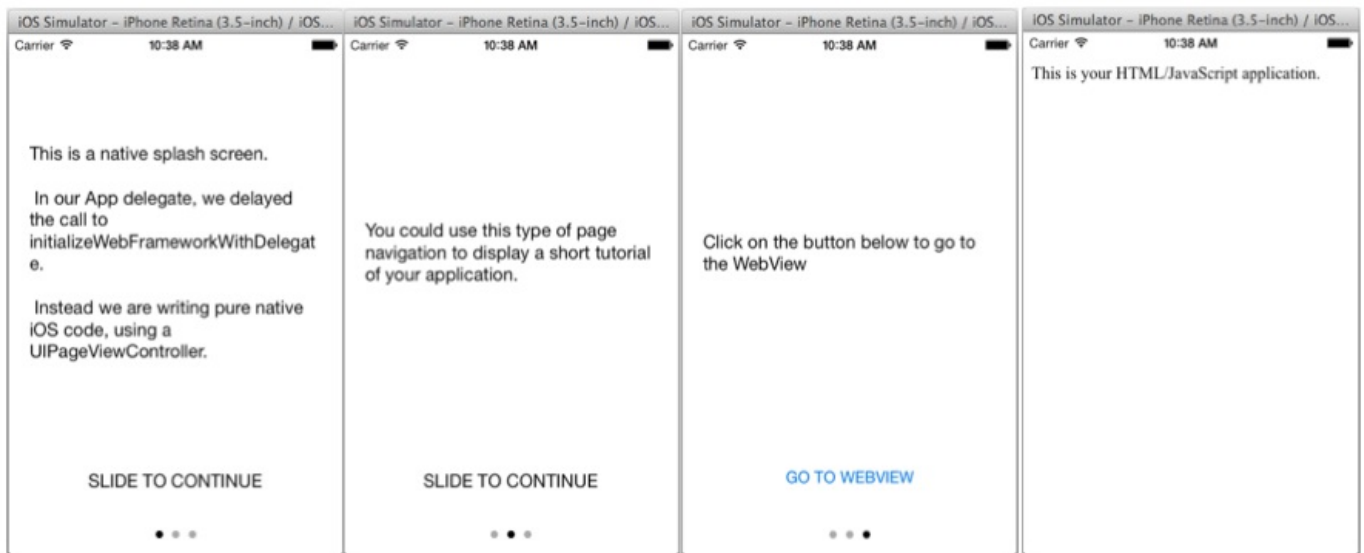 iOS Simulator – iPhone Retina (3.5–inch) / iOS...
Carrier
10:38 AM
This is a native splash screen.
In our App delegate, we delayed
the call to
initializeWebFrameworkWithDelegat
e.
Instead we are writing pure native
iOS code, using a
UIPageViewController.
SLIDE TO CONTINUE
iOS Simulator – iPhone Retina (3.5–inch) / iOS...
Carrier
10:38 AM
You could use this type of page
navigation to display a short tutorial
of your application.
SLIDE TO CONTINUE
iOS Simulator – iPhone Retina (3.5–inch) / iOS...
Carrier
10:38 AM
Click on the button below to go to
the WebView
GO TO WEBVIEW
iOS Simulator – iPhone Retina (3.5–inch) / iOS...
Carrier
10:38 AM
This is your HTML/JavaScript application.